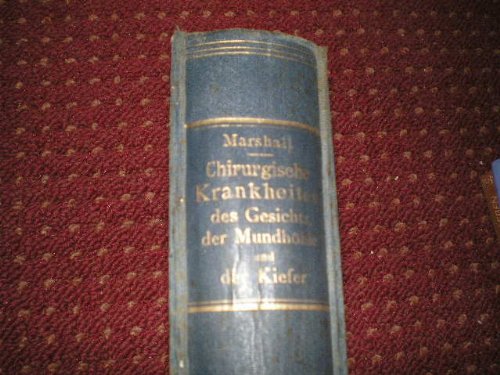 Marshall
Chirurgische
Krankheiten
des Gesichts
der Mundhöhle
und
der Kiefer